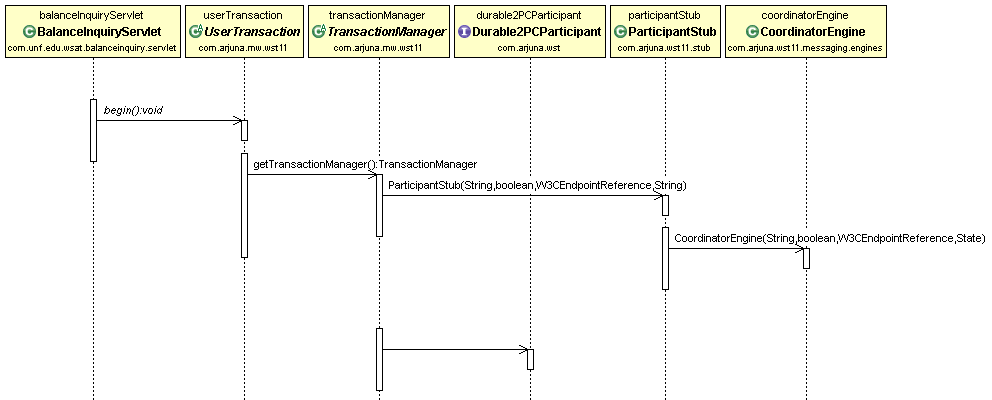 balanceInquiryServlet
BalanceInquiryServlet
com.unf.edu.wsat.balanceinquiry.servlet
userTransaction
UserTransaction
com.arjuna.mw.wst11
transactionManager
TransactionManager
com.arjuna.mw.wst11
durable2PCParticipant
Durable2PCParticipant
com.arjuna.wst
participantStub
ParticipantStub
com.arjuna.wst11.stub
coordinatorEngine
CoordinatorEngine
com.arjuna.wst11.messaging.engines
begin():void
getTransactionManager():TransactionManager
ParticipantStub(String,boolean,W3CEndpointReference,String)
CoordinatorEngine(String,boolean,W3CEndpointReference,State)